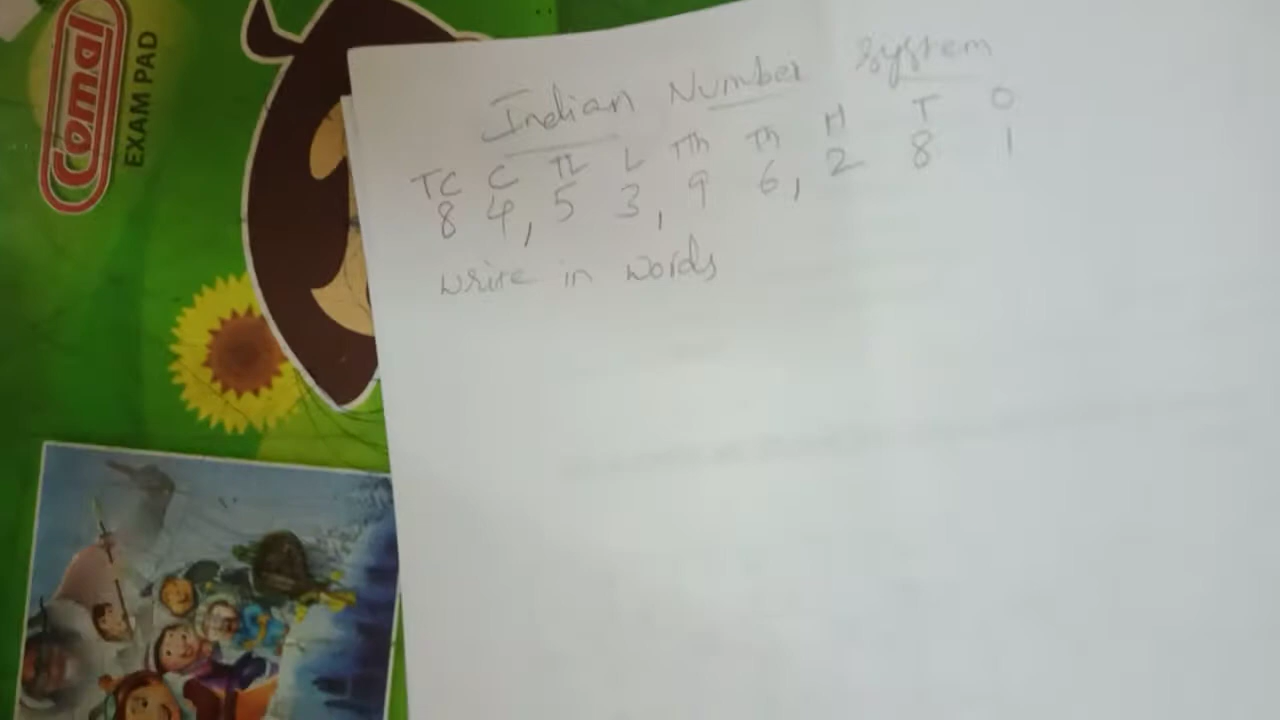 Comal
EXAM PAD
Indian Number System
TC C TL L TTh Th H T O
8 4, 5 3, 9 6, 2 8 1
write in words